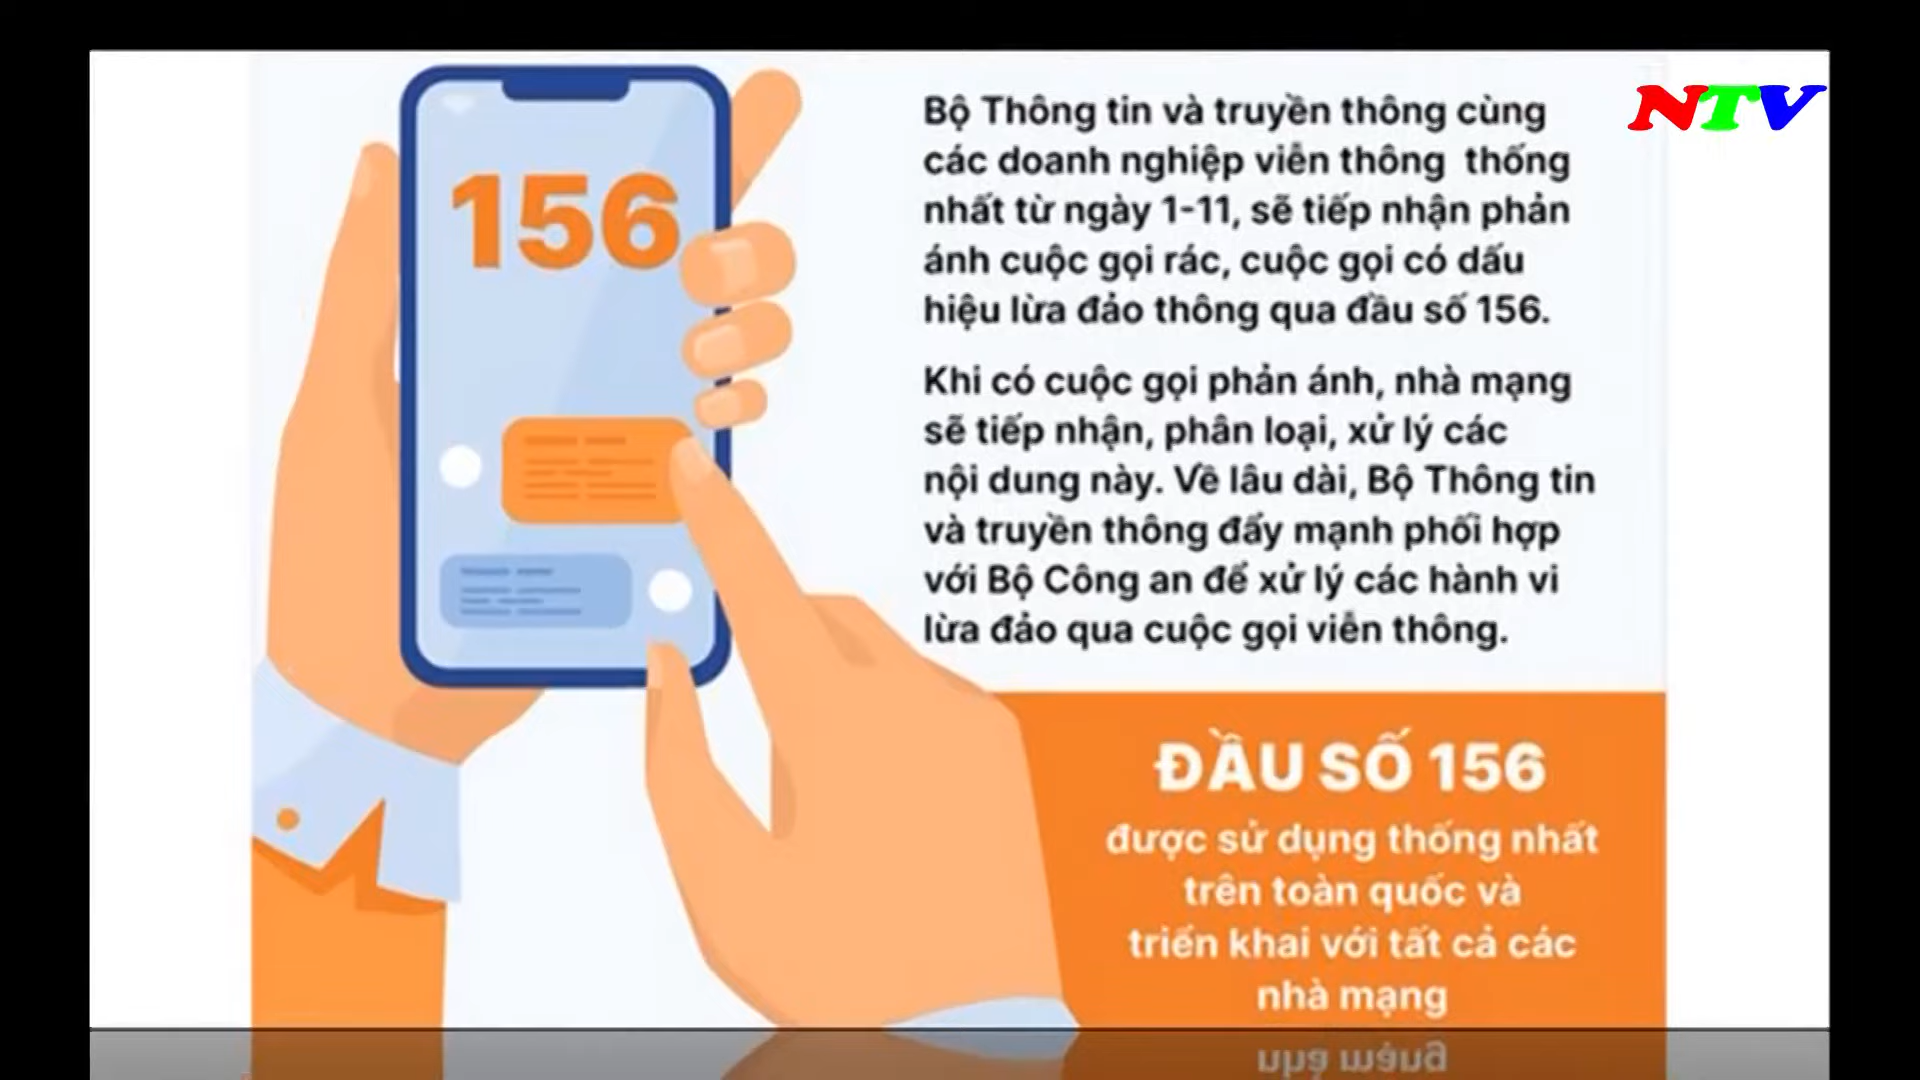 NTV
156
Bộ Thông tin và truyền thông cùng
các doanh nghiệp viễn thông thống
nhất từ ngày 1-11, sẽ tiếp nhận phản
ánh cuộc gọi rác, cuộc gọi có dấu
hiệu lừa đảo thông qua đầu số 156.
Khi có cuộc gọi phản ánh, nhà mạng
sẽ tiếp nhận, phân loại, xử lý các
nội dung này. Về lâu dài, Bộ Thông tin
và truyền thông đẩy mạnh phối hợp
với Bộ Công an để xử lý các hành vi
lừa đảo qua cuộc gọi viễn thông.
ĐẦU SỐ 156
được sử dụng thống nhất
trên toàn quốc và
triển khai với tất cả các
nhà mạng